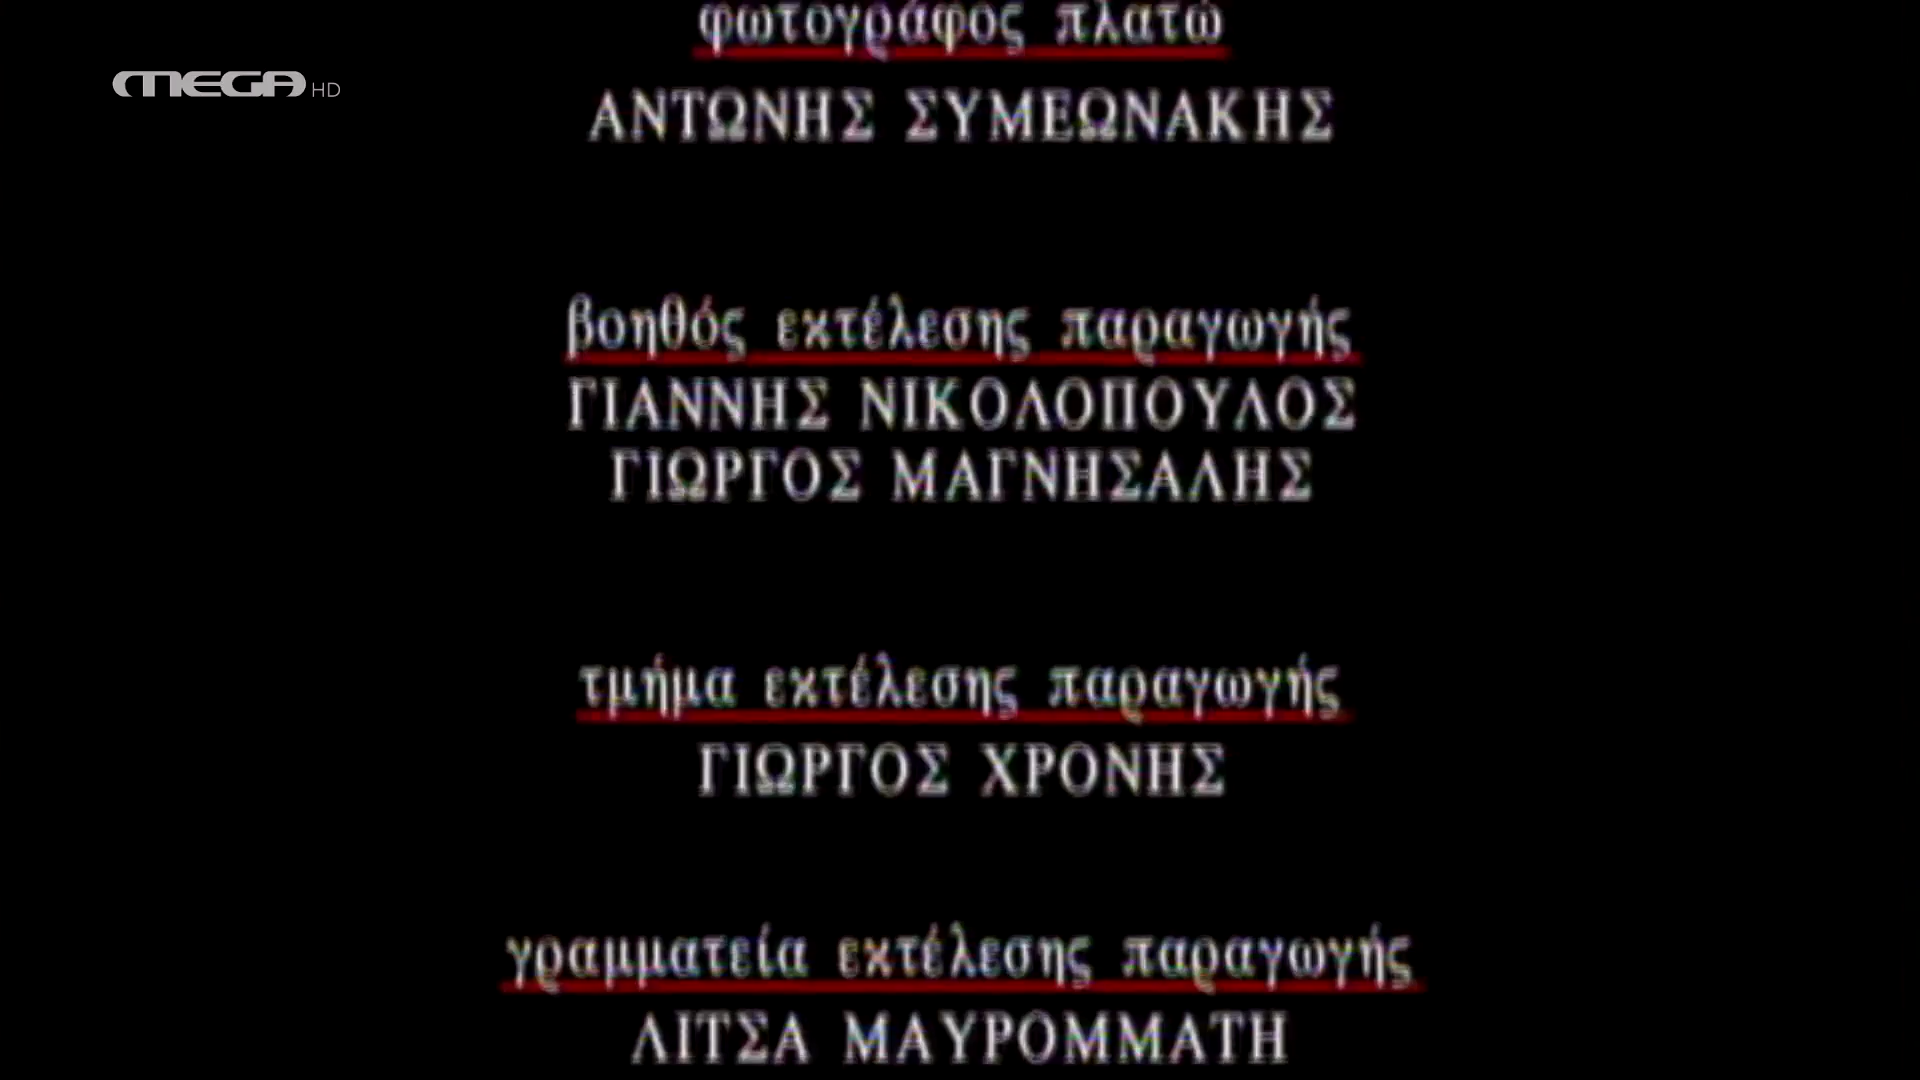 φωτογράφος πλατώ
MEGA HD
ΑΝΤΩΝΗΣ ΣΥΜΕΩΝΑΚΗΣ
βοηθός εκτέλεσης παραγωγής
ΓΙΑΝΝΗΣ ΝΙΚΟΛΟΠΟΥΛΟΣ
ΓΙΩΡΓΟΣ ΜΑΓΝΗΣΑΛΗΣ
τμήμα εκτέλεσης παραγωγής
ΓΙΩΡΓΟΣ ΧΡΟΝΗΣ
γραμματεία εκτέλεσης παραγωγής
ΛΙΤΣΑ ΜΑΥΡΟΜΜΑΤΗ